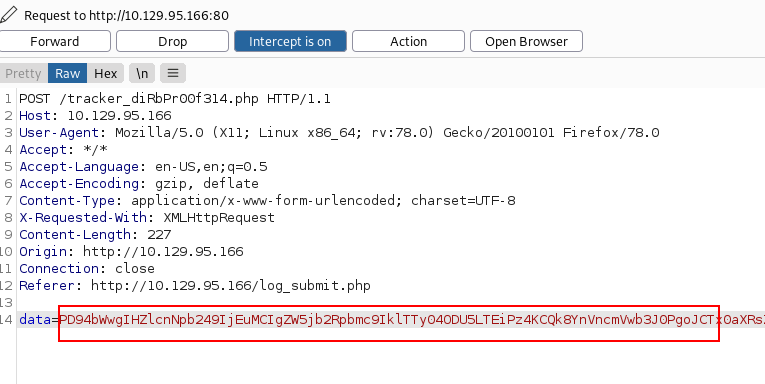 Request to http://10.129.95.166:80
Forward Drop Intercept is on Action Open Browser
Pretty Raw Hex \n ≡
1 POST /tracker_diRbPr00f314.php HTTP/1.1
2 Host: 10.129.95.166
3 User-Agent: Mozilla/5.0 (X11; Linux x86_64; rv:78.0) Gecko/20100101 Firefox/78.0
4 Accept: */*
5 Accept-Language: en-US,en;q=0.5
6 Accept-Encoding: gzip, deflate
7 Content-Type: application/x-www-form-urlencoded; charset=UTF-8
8 X-Requested-With: XMLHttpRequest
9 Content-Length: 227
10 Origin: http://10.129.95.166
11 Connection: close
12 Referer: http://10.129.95.166/log_submit.php
13
14 data=PD94bWwgIHZlcnNpb249IjEuMCIgZW5jb2Rpbmc9IklTTy04ODU5LTEiPz4KCQk8YnVncmVwb3J0PgoJCTx0aXRs